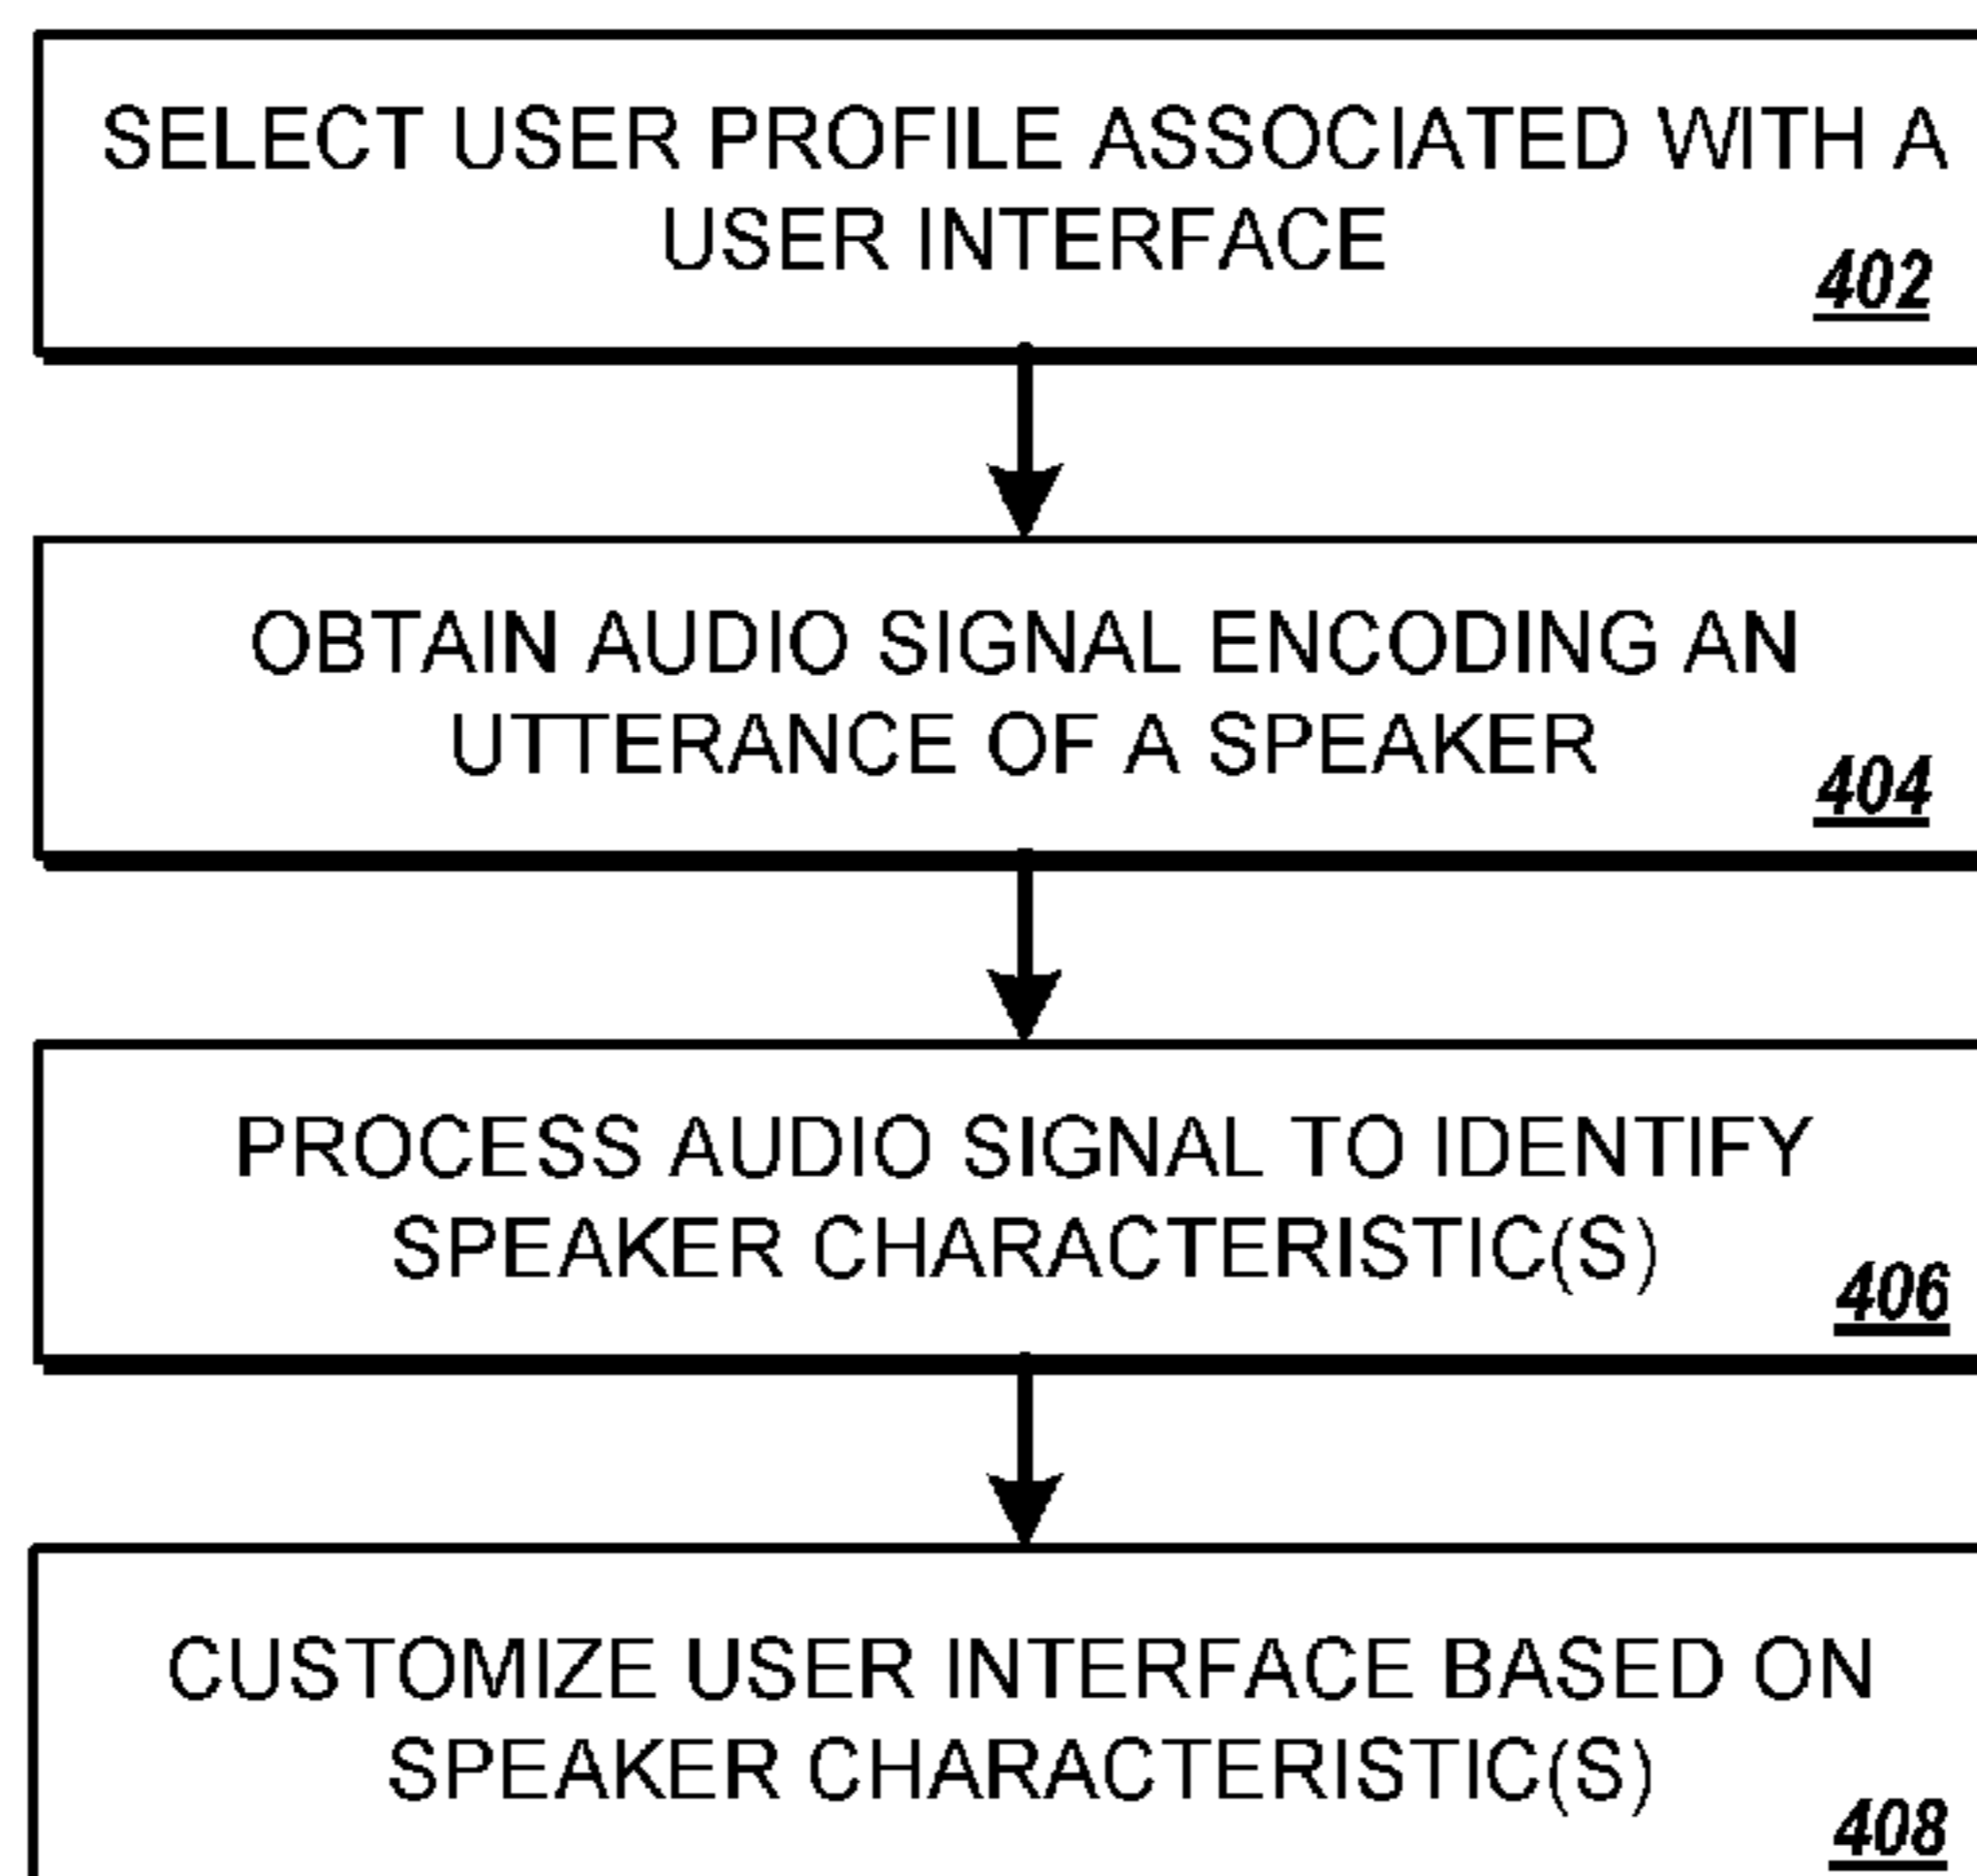 SELECT USER PROFILE ASSOCIATED WITH A
USER INTERFACE
402
OBTAIN AUDIO SIGNAL ENCODING AN
UTTERANCE OF A SPEAKER
404
PROCESS AUDIO SIGNAL TO IDENTIFY
SPEAKER CHARACTERISTIC(S)
406
CUSTOMIZE USER INTERFACE BASED ON
SPEAKER CHARACTERISTIC(S)
408